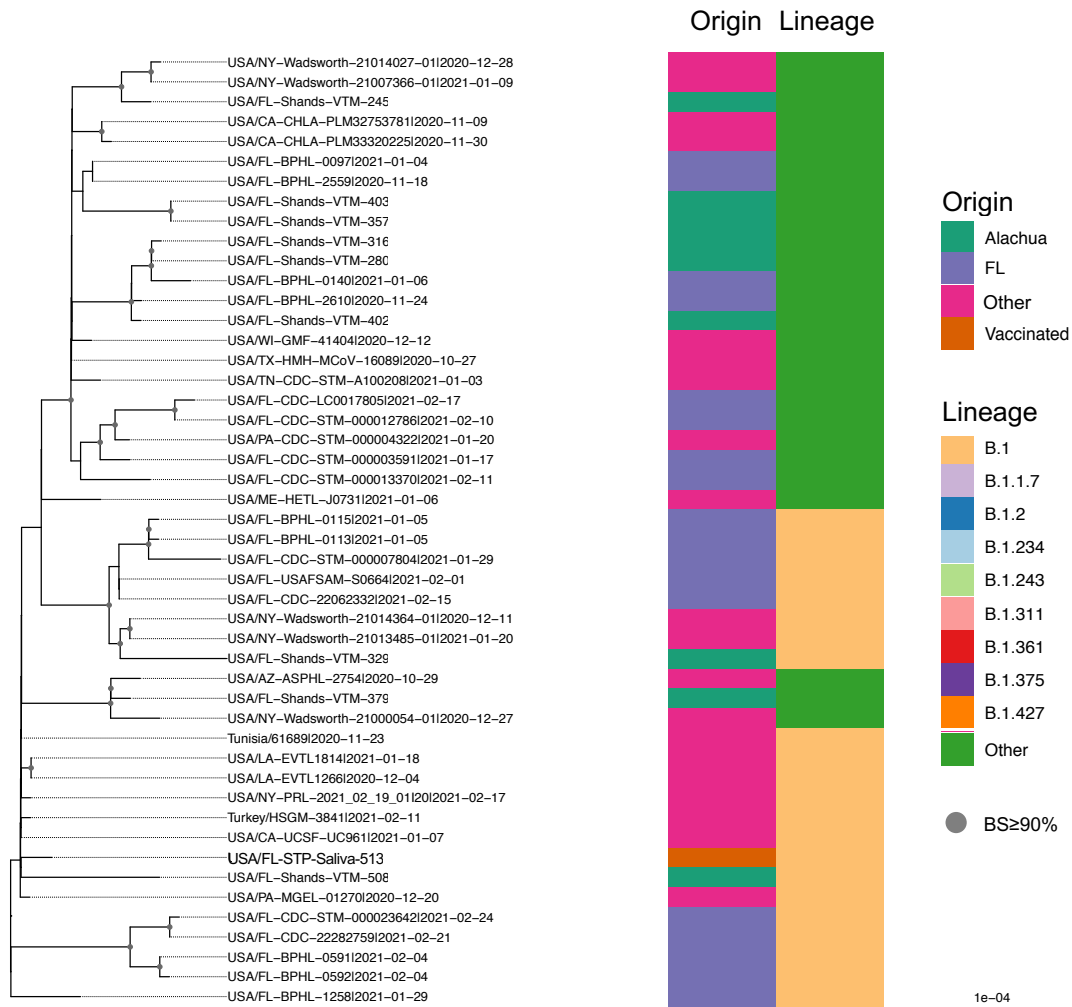 Origin Lineage
USA/NY−Wadsworth−21014027−01|2020−12−28
USA/NY−Wadsworth−21007366−01|2021−01−09
USA/FL−Shands−VTM−245
USA/CA−CHLA−PLM32753781|2020−11−09
USA/CA−CHLA−PLM33320225|2020−11−30
USA/FL−BPHL−0097|2021−01−04
USA/FL−BPHL−2559|2020−11−18
USA/FL−Shands−VTM−403
USA/FL−Shands−VTM−357
USA/FL−Shands−VTM−316
USA/FL−Shands−VTM−280
USA/FL−BPHL−0140|2021−01−06
USA/FL−BPHL−2610|2020−11−24
USA/FL−Shands−VTM−402
USA/WI−GMF−41404|2020−12−12
USA/TX−HMH−MCoV−16089|2020−10−27
USA/TN−CDC−STM−A100208|2021−01−03
USA/FL−CDC−LC0017805|2021−02−17
USA/FL−CDC−STM−000012786|2021−02−10
USA/PA−CDC−STM−000004322|2021−01−20
USA/FL−CDC−STM−000003591|2021−01−17
USA/FL−CDC−STM−000013370|2021−02−11
USA/ME−HETL−J0731|2021−01−06
USA/FL−BPHL−0115|2021−01−05
USA/FL−BPHL−0113|2021−01−05
USA/FL−CDC−STM−000007804|2021−01−29
USA/FL−USAFSAM−S0664|2021−02−01
USA/FL−CDC−22062332|2021−02−15
USA/NY−Wadsworth−21014364−01|2020−12−11
USA/NY−Wadsworth−21013485−01|2021−01−20
USA/FL−Shands−VTM−329
USA/AZ−ASPHL−2754|2020−10−29
USA/FL−Shands−VTM−379
USA/NY−Wadsworth−21000054−01|2020−12−27
Tunisia/61689|2020−11−23
USA/LA−EVTL1814|2021−01−18
USA/LA−EVTL1266|2020−12−04
USA/NY−PRL−2021_02_19_01|20|2021−02−17
Turkey/HSGM−3841|2021−02−11
USA/CA−UCSF−UC961|2021−01−07
USA/FL-STP-Saliva-513
USA/FL−Shands−VTM−508
USA/PA−MGEL−01270|2020−12−20
USA/FL−CDC−STM−000023642|2021−02−24
USA/FL−CDC−22282759|2021−02−21
USA/FL−BPHL−0591|2021−02−04
USA/FL−BPHL−0592|2021−02−04
USA/FL−BPHL−1258|2021−01−29
Origin
Alachua
FL
Other
Vaccinated
Lineage
B.1
B.1.1.7
B.1.2
B.1.234
B.1.243
B.1.311
B.1.361
B.1.375
B.1.427
Other
BS≥90%
1e−04